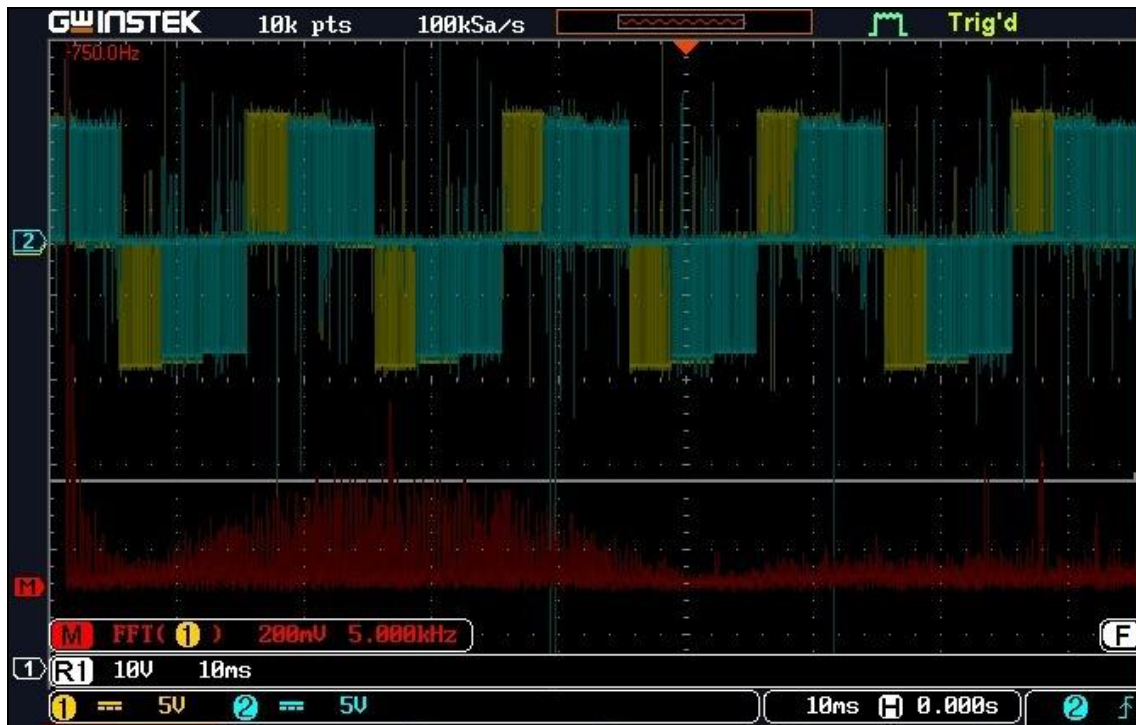 GWINSTEK 10k pts 100kSa/s Trig'd
-750.0Hz
2
M
M FFT( 1 ) 200mV 5.000kHz F
1 R1 10V 10ms
1 5V 2 5V 10ms H 0.000s 2